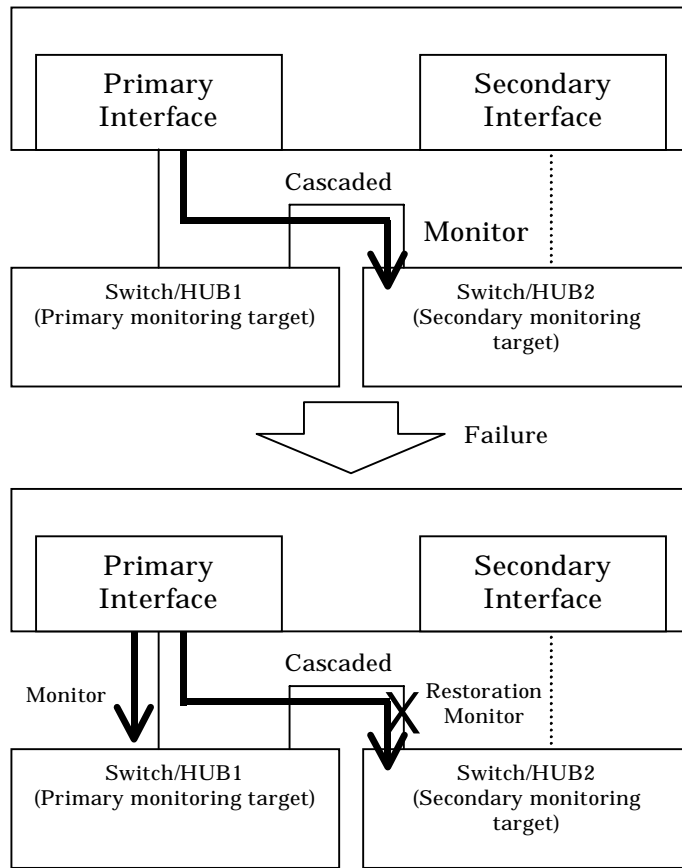 Primary
Interface
Secondary
Interface
Cascaded
Monitor
Switch/HUB1
(Primary monitoring target)
Switch/HUB2
(Secondary monitoring
target)
Failure
Primary
Interface
Secondary
Interface
Cascaded
Monitor
Restoration
Monitor
Switch/HUB1
(Primary monitoring target)
Switch/HUB2
(Secondary monitoring
target)